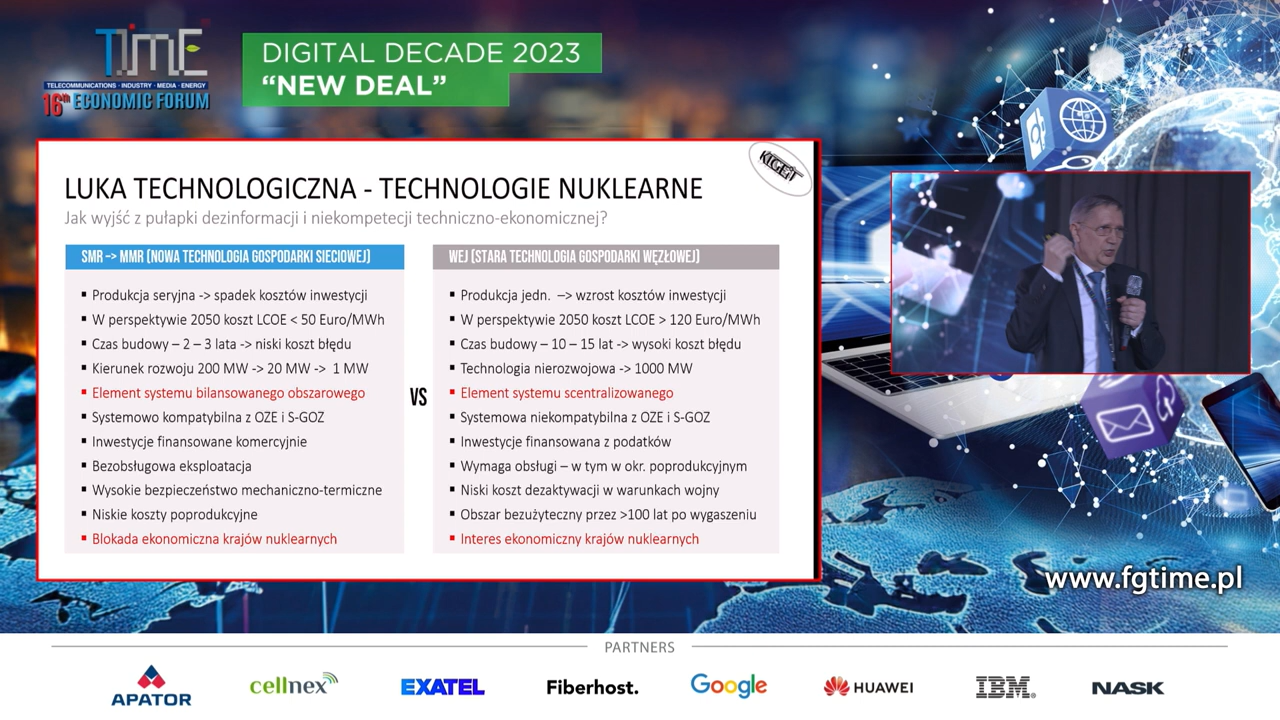 TIME
TELECOMMUNICATIONS · INDUSTRY · MEDIA · ENERGY
16th ECONOMIC FORUM
DIGITAL DECADE 2023
“NEW DEAL”
KIGEiT
LUKA TECHNOLOGICZNA - TECHNOLOGIE NUKLEARNE
Jak wyjść z pułapki dezinformacji i niekompetecji techniczno-ekonomicznej?
SMR –> MMR (NOWA TECHNOLOGIA GOSPODARKI SIECIOWEJ)
▪ Produkcja seryjna -> spadek kosztów inwestycji
▪ W perspektywie 2050 koszt LCOE < 50 Euro/MWh
▪ Czas budowy – 2 – 3 lata -> niski koszt błędu
▪ Kierunek rozwoju 200 MW -> 20 MW -> 1 MW
▪ Element systemu bilansowanego obszarowego
▪ Systemowo kompatybilna z OZE i S-GOZ
▪ Inwestycje finansowane komercyjnie
▪ Bezobsługowa eksploatacja
▪ Wysokie bezpieczeństwo mechaniczno-termiczne
▪ Niskie koszty poprodukcyjne
▪ Blokada ekonomiczna krajów nuklearnych
VS
WEJ (STARA TECHNOLOGIA GOSPODARKI WĘZŁOWEJ)
▪ Produkcja jedn. –> wzrost kosztów inwestycji
▪ W perspektywie 2050 koszt LCOE > 120 Euro/MWh
▪ Czas budowy – 10 – 15 lat -> wysoki koszt błędu
▪ Technologia nierozwojowa -> 1000 MW
▪ Element systemu scentralizowanego
▪ Systemowa niekompatybilna z OZE i S-GOZ
▪ Inwestycje finansowana z podatków
▪ Wymaga obsługi – w tym w okr. poprodukcyjnym
▪ Niski koszt dezaktywacji w warunkach wojny
▪ Obszar bezużyteczny przez >100 lat po wygaszeniu
▪ Interes ekonomiczny krajów nuklearnych
www.fgtime.pl
PARTNERS
APATOR
cellnex
EXATEL
Fiberhost.
Google
HUAWEI
IBM
NASK